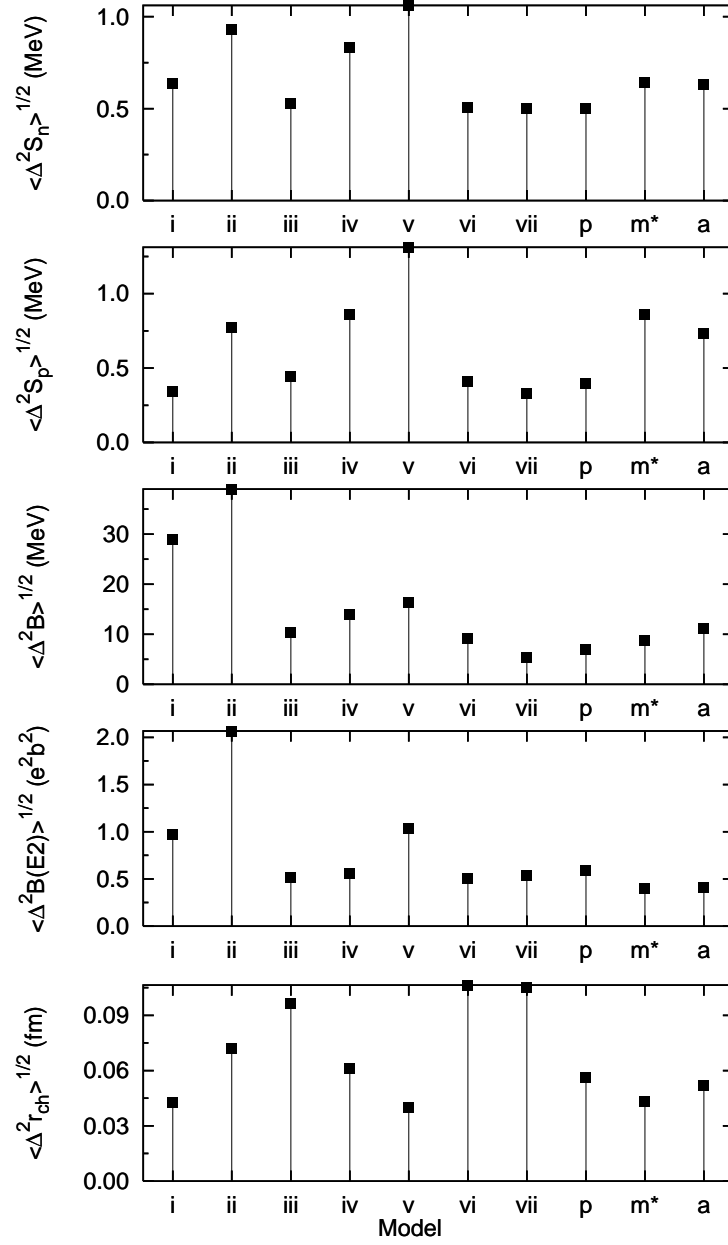 <Δ²Sₙ>^1/2 (MeV)
1.0
0.5
0.0
i ii iii iv v vi vii p m* a
<Δ²Sₚ>^1/2 (MeV)
1.0
0.5
0.0
i ii iii iv v vi vii p m* a
<Δ²B>^1/2 (MeV)
30
20
10
0
i ii iii iv v vi vii p m* a
<Δ²B(E2)>^1/2 (e²b²)
2.0
1.5
1.0
0.5
0.0
i ii iii iv v vi vii p m* a
<Δ²r_ch>^1/2 (fm)
0.09
0.06
0.03
0.00
i ii iii iv v vi vii p m* a
Model